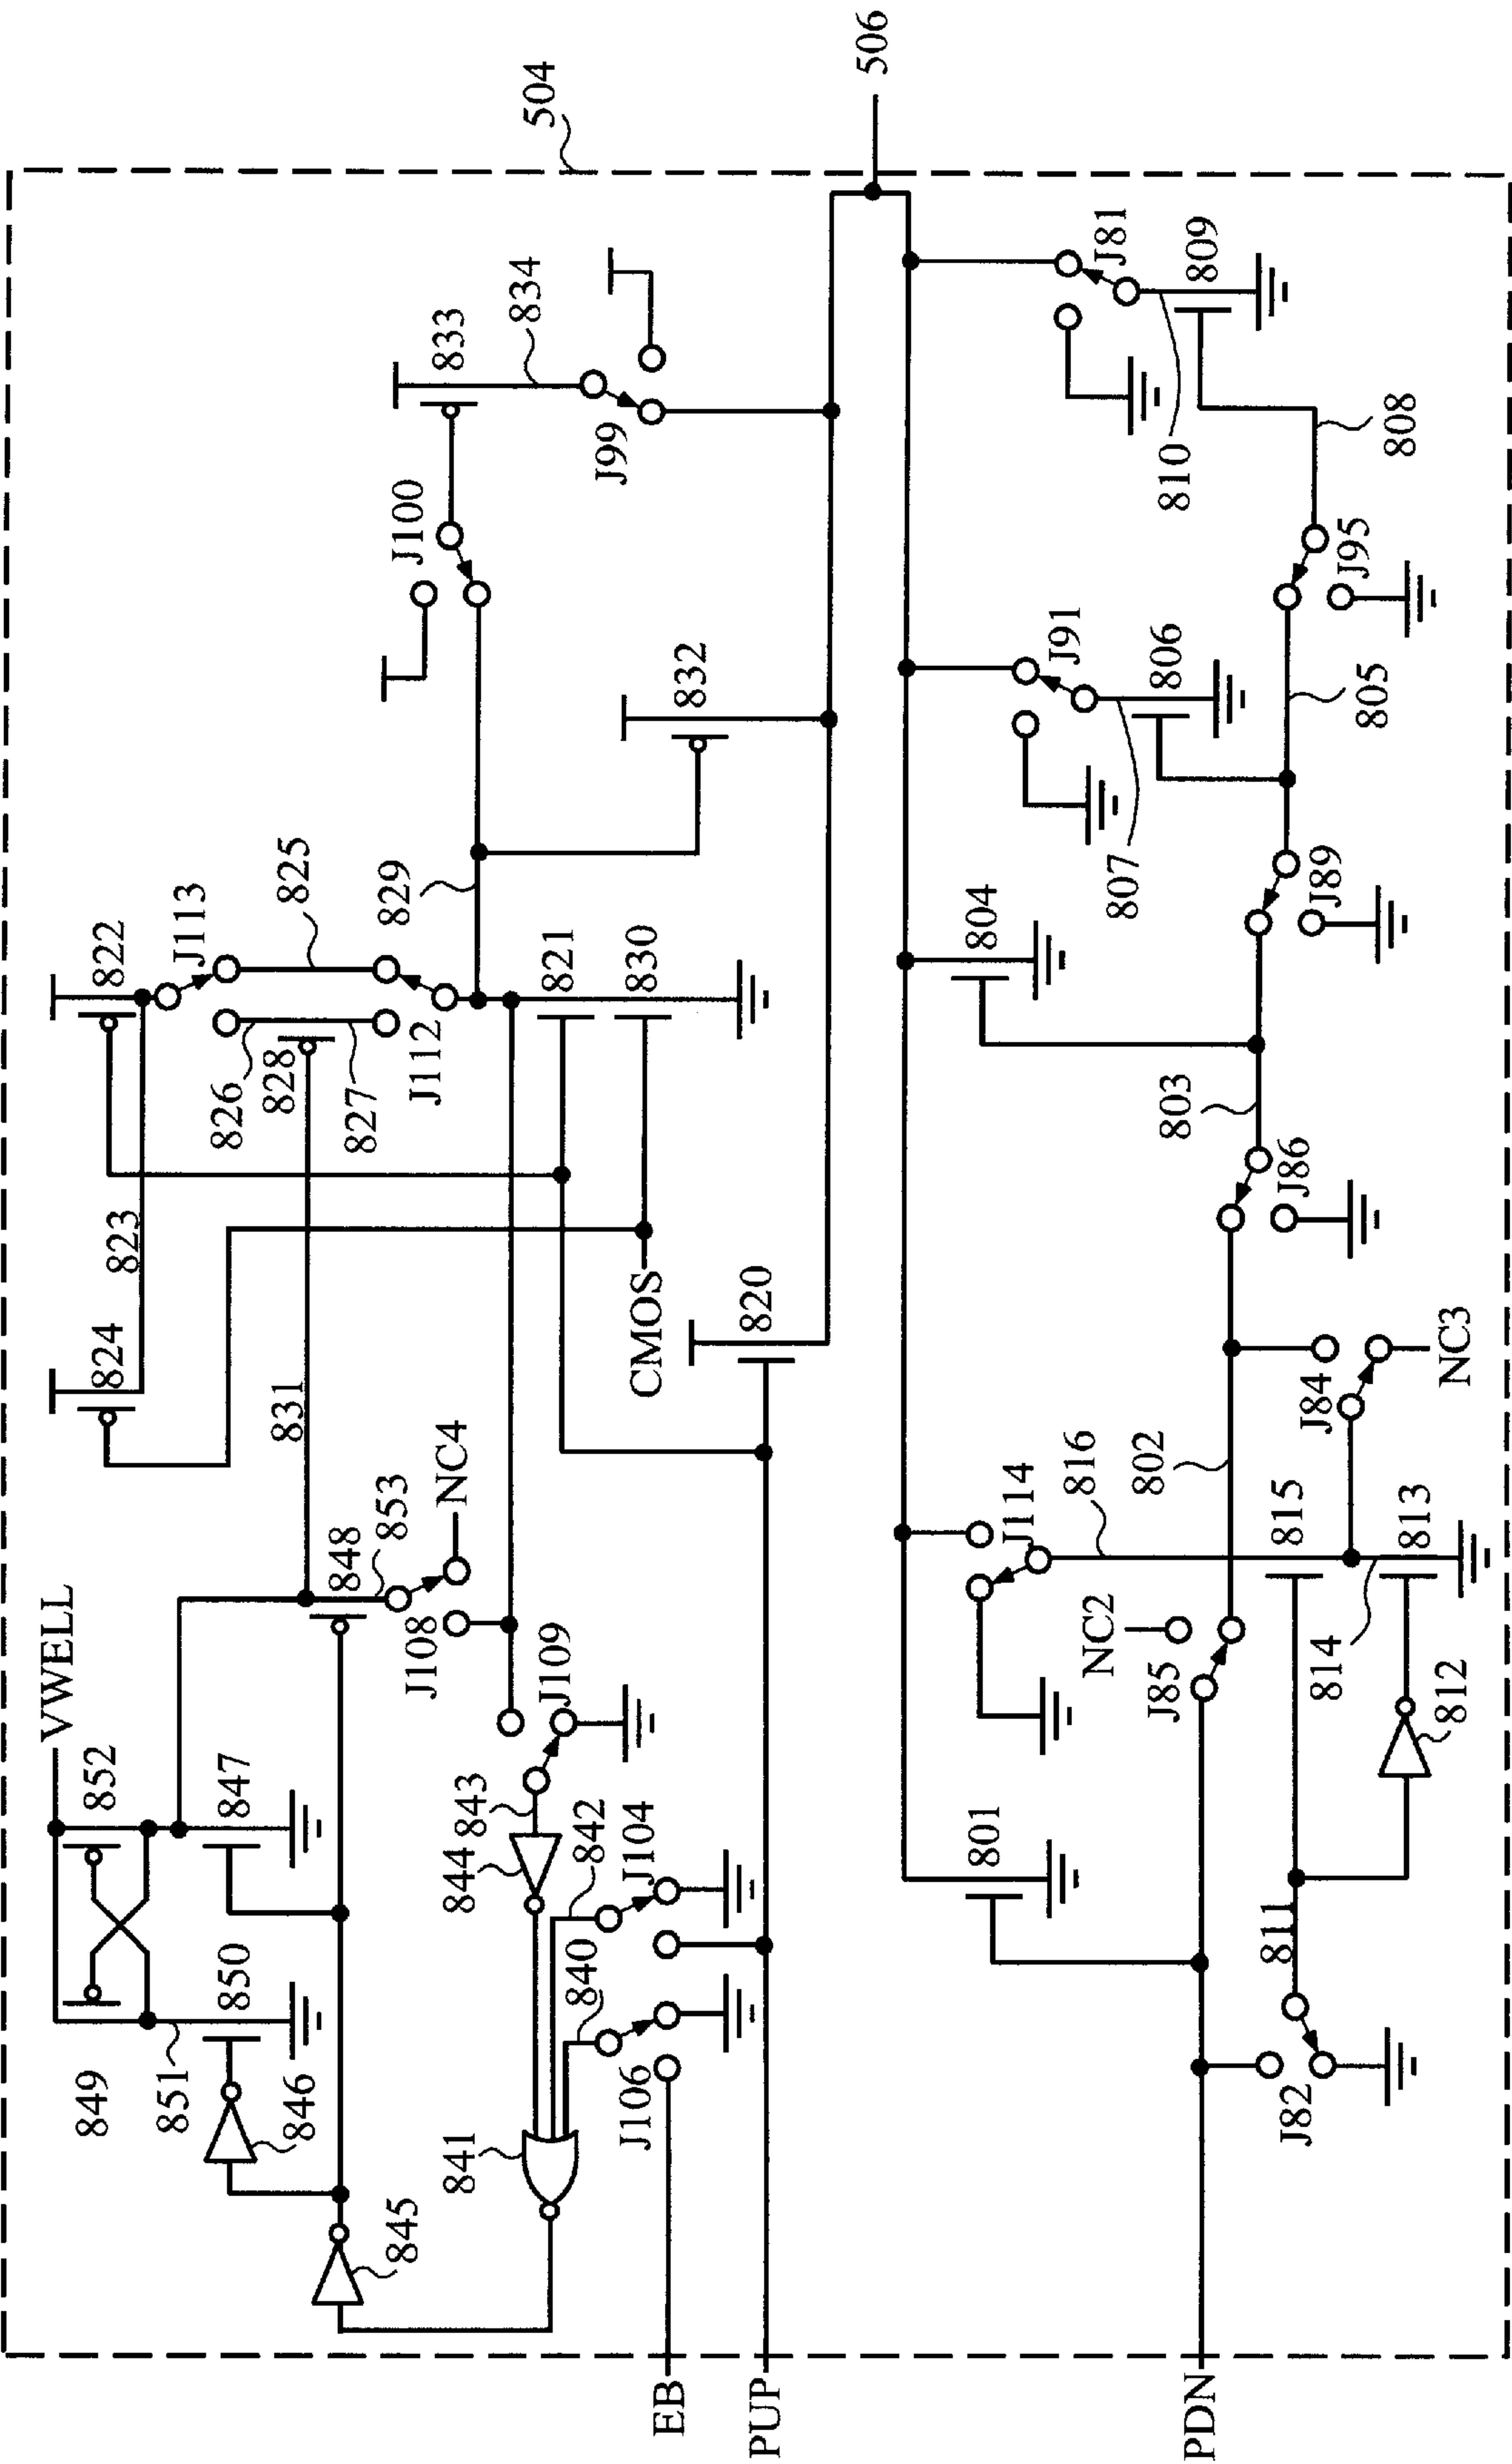 504
506
VWELL
852
849
851
850
847
846
845
831
848
853
NC4
J108
J109
843
844
842
J104
840
841
J106
EB
PUP
PDN
824
823
822
J113
825
826
828
827
J112
829
821
830
CMOS
820
J100
833
834
J99
832
801
J114
816
NC2
J85
802
815
814
813
812
811
J82
J84
NC3
J86
803
804
J89
805
J91
806
807
J95
808
J81
809
810